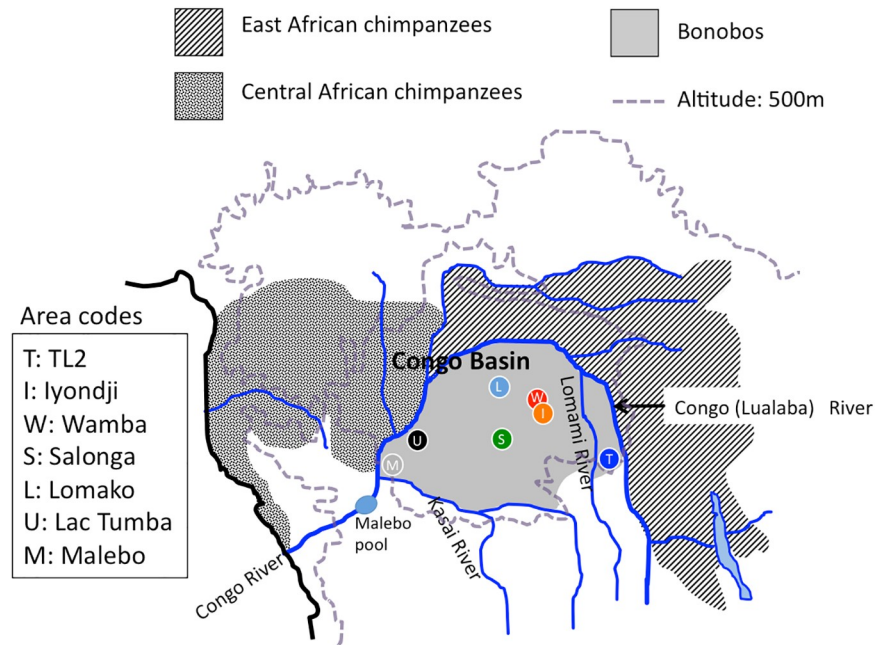 East African chimpanzees
Bonobos
Central African chimpanzees
Altitude: 500m
Area codes
T: TL2
I: Iyondji
W: Wamba
S: Salonga
L: Lomako
U: Lac Tumba
M: Malebo
Congo Basin
L
W
I
U
S
M
T
Lomami River
Congo (Lualaba) River
Malebo
pool
Kasai River
Congo River